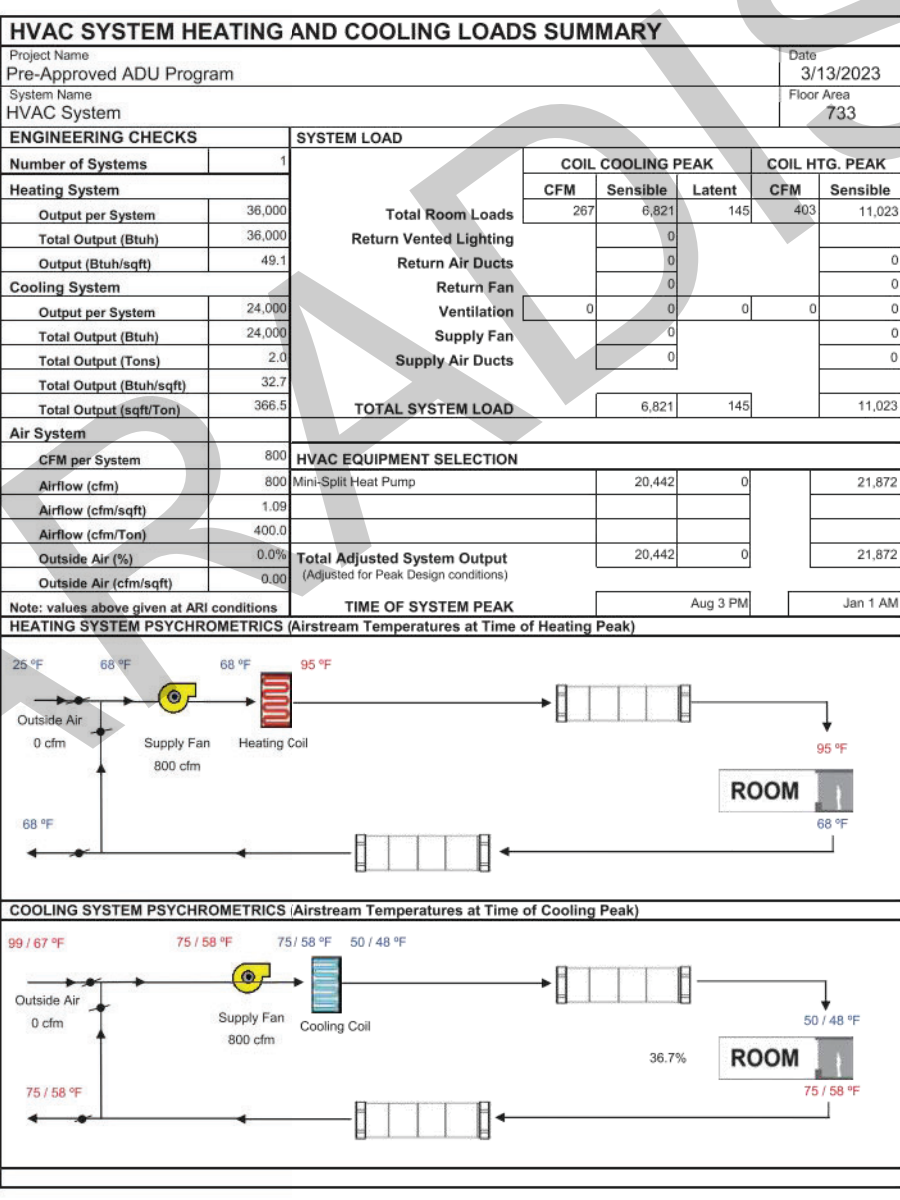 HVAC SYSTEM HEATING AND COOLING LOADS SUMMARY
Project Name Date
Pre-Approved ADU Program 3/13/2023
System Name Floor Area
HVAC System 733
ENGINEERING CHECKS SYSTEM LOAD
Number of Systems 1 COIL COOLING PEAK COIL HTG. PEAK
Heating System CFM Sensible Latent CFM Sensible
Output per System 36,000 Total Room Loads 267 6,821 145 403 11,023
Total Output (Btuh) 36,000 Return Vented Lighting 0
Output (Btuh/sqft) 49.1 Return Air Ducts 0 0
Cooling System Return Fan 0 0
Output per System 24,000 Ventilation 0 0 0 0 0
Total Output (Btuh) 24,000 Supply Fan 0 0
Total Output (Tons) 2.0 Supply Air Ducts 0 0
Total Output (Btuh/sqft) 32.7
Total Output (sqft/Ton) 366.5 TOTAL SYSTEM LOAD 6,821 145 11,023
Air System
CFM per System 800 HVAC EQUIPMENT SELECTION
Airflow (cfm) 800 Mini-Split Heat Pump 20,442 0 21,872
Airflow (cfm/sqft) 1.09
Airflow (cfm/Ton) 400.0
Outside Air (%) 0.0% Total Adjusted System Output 20,442 0 21,872
Outside Air (cfm/sqft) 0.00 (Adjusted for Peak Design conditions)
Note: values above given at ARI conditions TIME OF SYSTEM PEAK Aug 3 PM Jan 1 AM
HEATING SYSTEM PSYCHROMETRICS (Airstream Temperatures at Time of Heating Peak)
25 ºF 68 ºF 68 ºF 95 ºF
Outside Air
0 cfm Supply Fan Heating Coil 95 ºF
800 cfm
ROOM
68 ºF 68 ºF
COOLING SYSTEM PSYCHROMETRICS (Airstream Temperatures at Time of Cooling Peak)
99 / 67 ºF 75 / 58 ºF 75 / 58 ºF 50 / 48 ºF
Outside Air
0 cfm Supply Fan Cooling Coil 50 / 48 ºF
800 cfm
36.7% ROOM
75 / 58 ºF 75 / 58 ºF